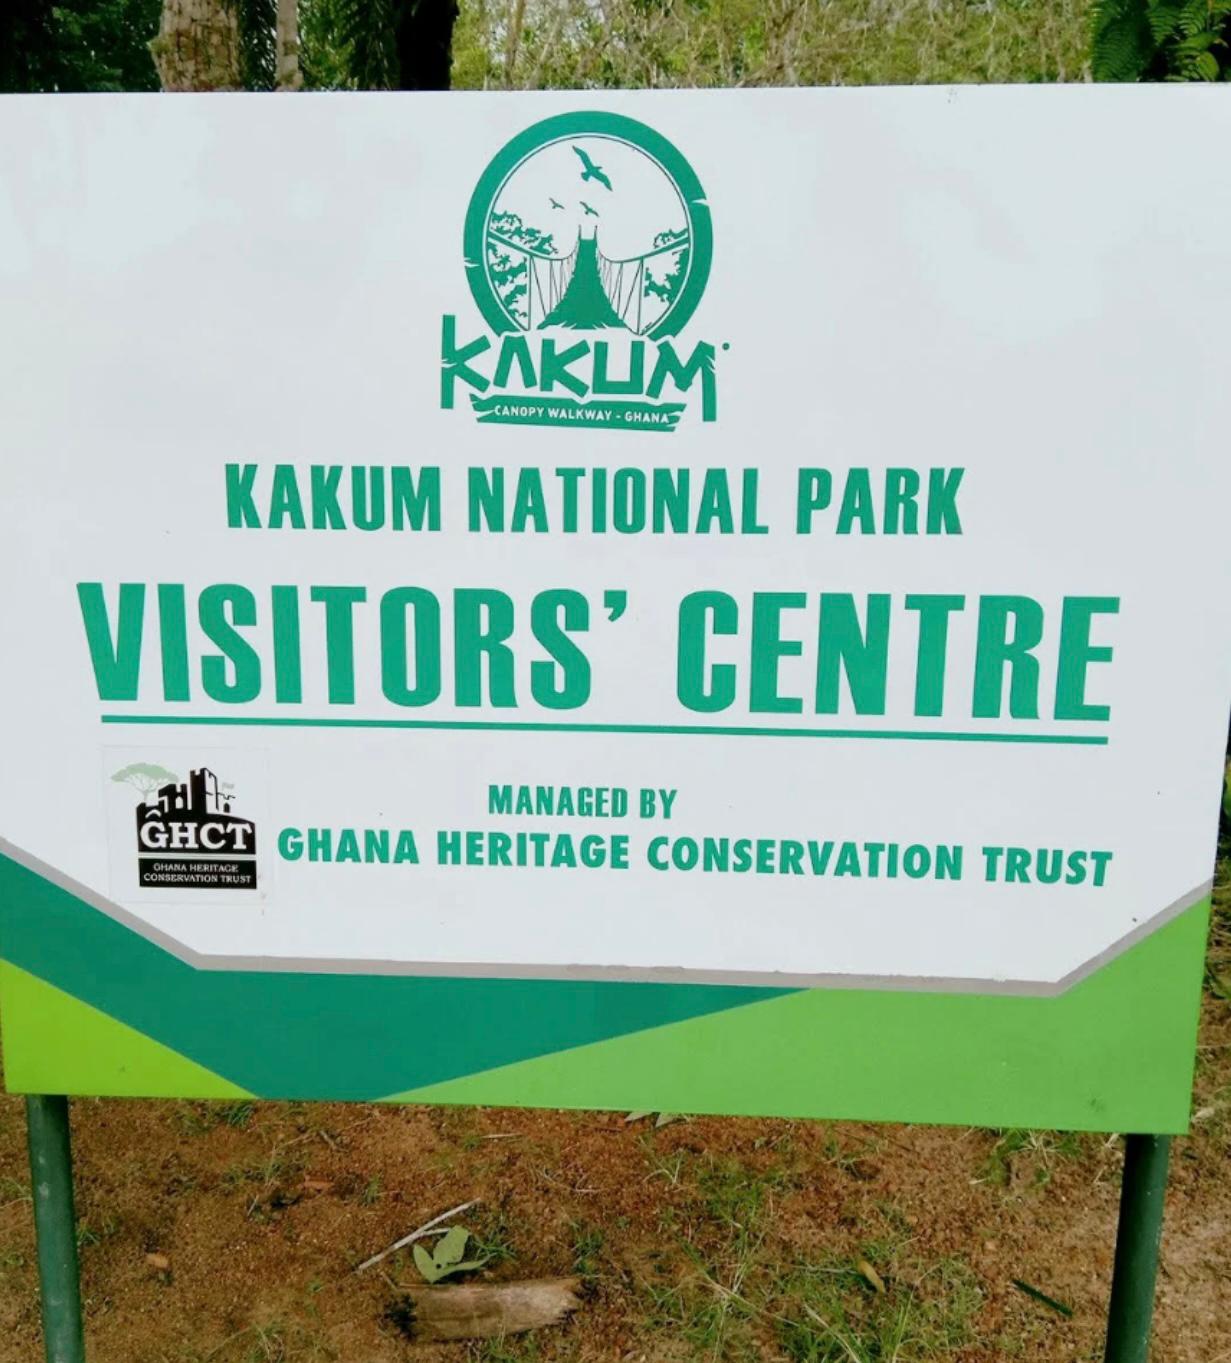 KAKUM
CANOPY WALKWAY - GHANA
KAKUM NATIONAL PARK
VISITORS' CENTRE
MANAGED BY
GHANA HERITAGE CONSERVATION TRUST
GHCT
GHANA HERITAGE
CONSERVATION TRUST